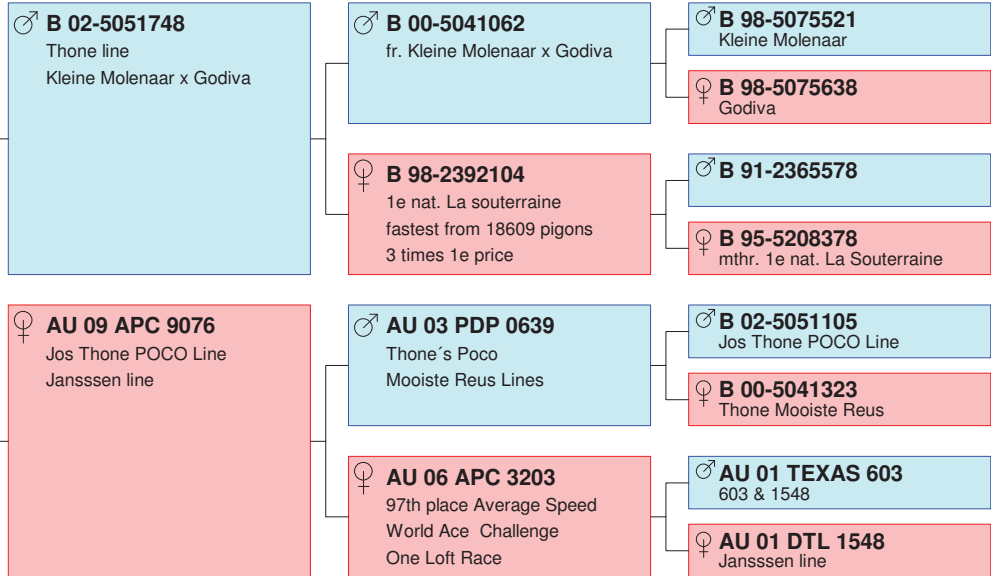 B 02-5051748
Thone line
Kleine Molenaar x Godiva
AU 09 APC 9076
Jos Thone POCO Line
Jansssen line
B 00-5041062
fr. Kleine Molenaar x Godiva
B 98-2392104
1e nat. La souterraine
fastest from 18609 pigons
3 times 1e price
AU 03 PDP 0639
Thone´s Poco
Mooiste Reus Lines
AU 06 APC 3203
97th place Average Speed
World Ace Challenge
One Loft Race
B 98-5075521
Kleine Molenaar
B 98-5075638
Godiva
B 91-2365578
B 95-5208378
mthr. 1e nat. La Souterraine
B 02-5051105
Jos Thone POCO Line
B 00-5041323
Thone Mooiste Reus
AU 01 TEXAS 603
603 & 1548
AU 01 DTL 1548
Jansssen line